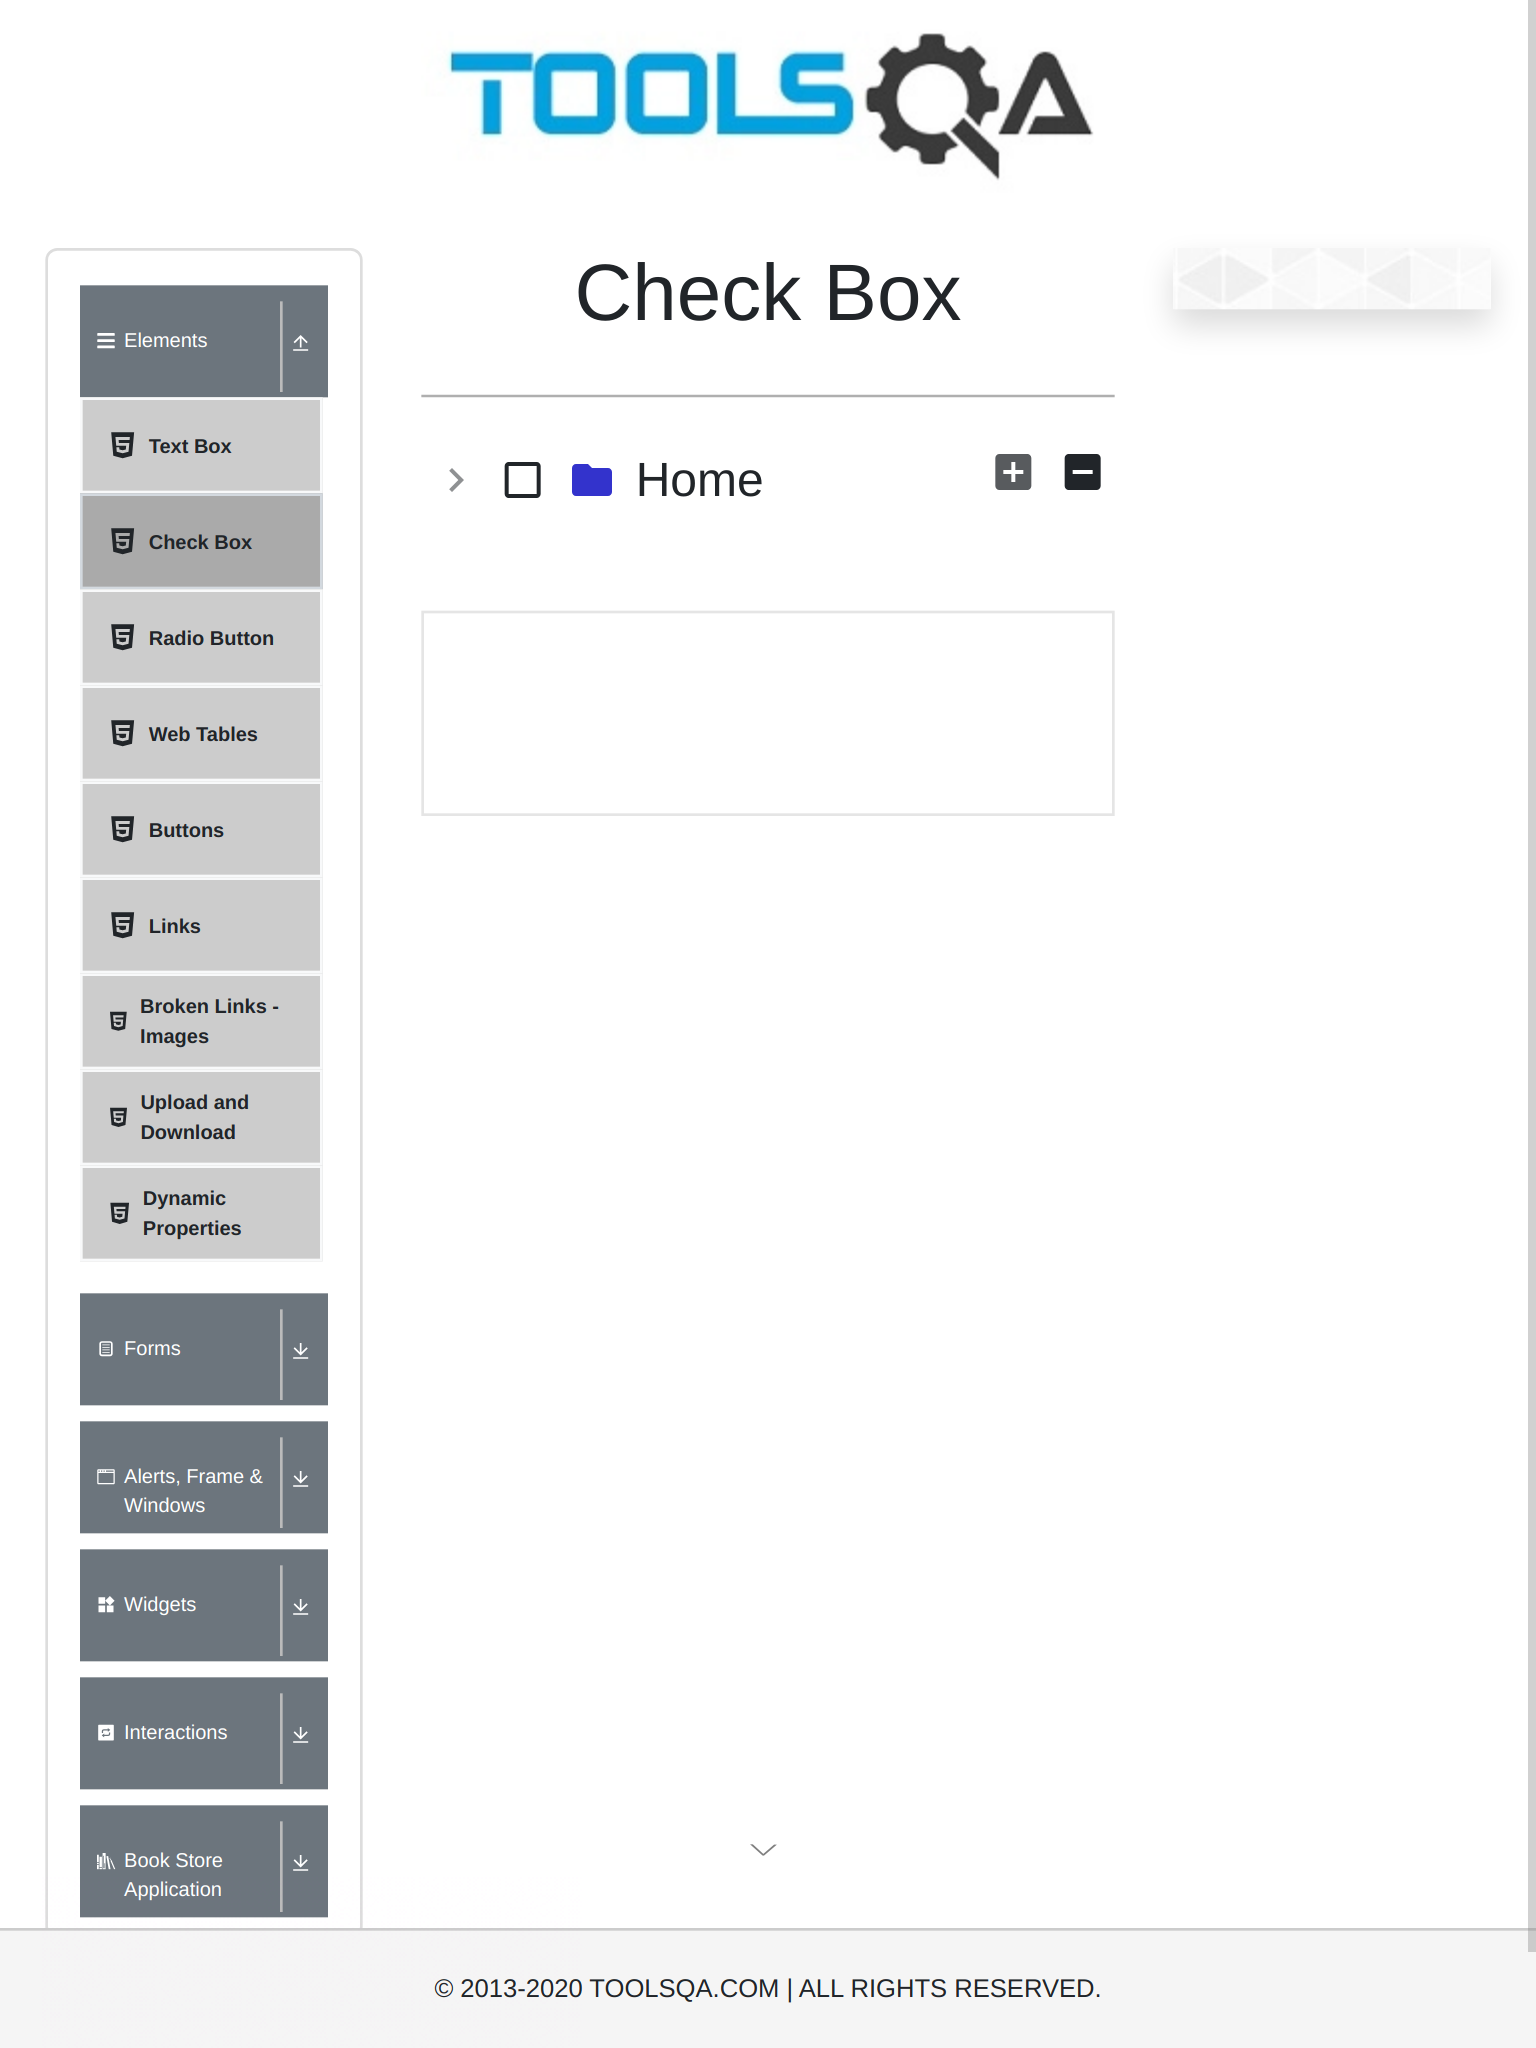 TOOLSQA
Check Box
Elements
Text Box
Check Box
Radio Button
Web Tables
Buttons
Links
Broken Links -
Images
Upload and
Download
Dynamic
Properties
Forms
Alerts, Frame &
Windows
Widgets
Interactions
Book Store
Application
Home
© 2013-2020 TOOLSQA.COM | ALL RIGHTS RESERVED.